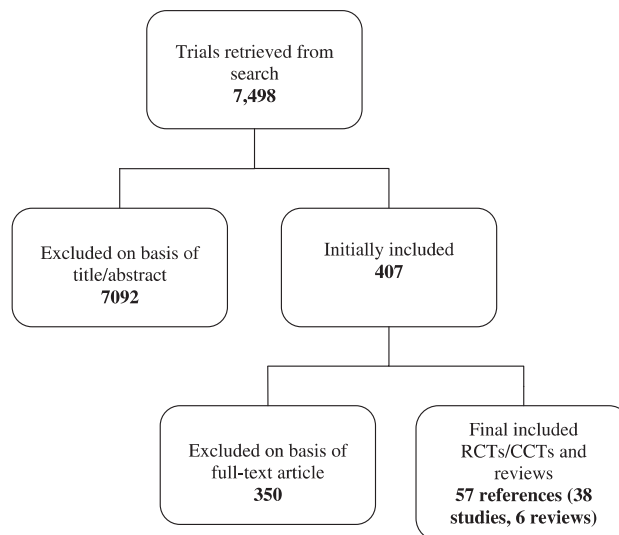 Trials retrieved from
search
7,498
Excluded on basis of
title/abstract
7092
Initially included
407
Excluded on basis of
full-text article
350
Final included
RCTs/CCTs and
reviews
57 references (38
studies, 6 reviews)